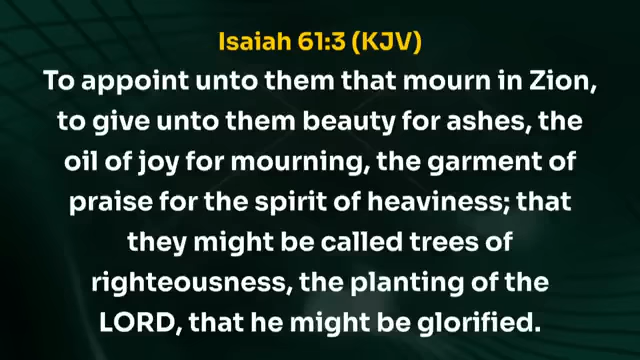 Isaiah 61:3 (KJV)
To appoint unto them that mourn in Zion,
to give unto them beauty for ashes, the
oil of joy for mourning, the garment of
praise for the spirit of heaviness; that
they might be called trees of
righteousness, the planting of the
LORD, that he might be glorified.